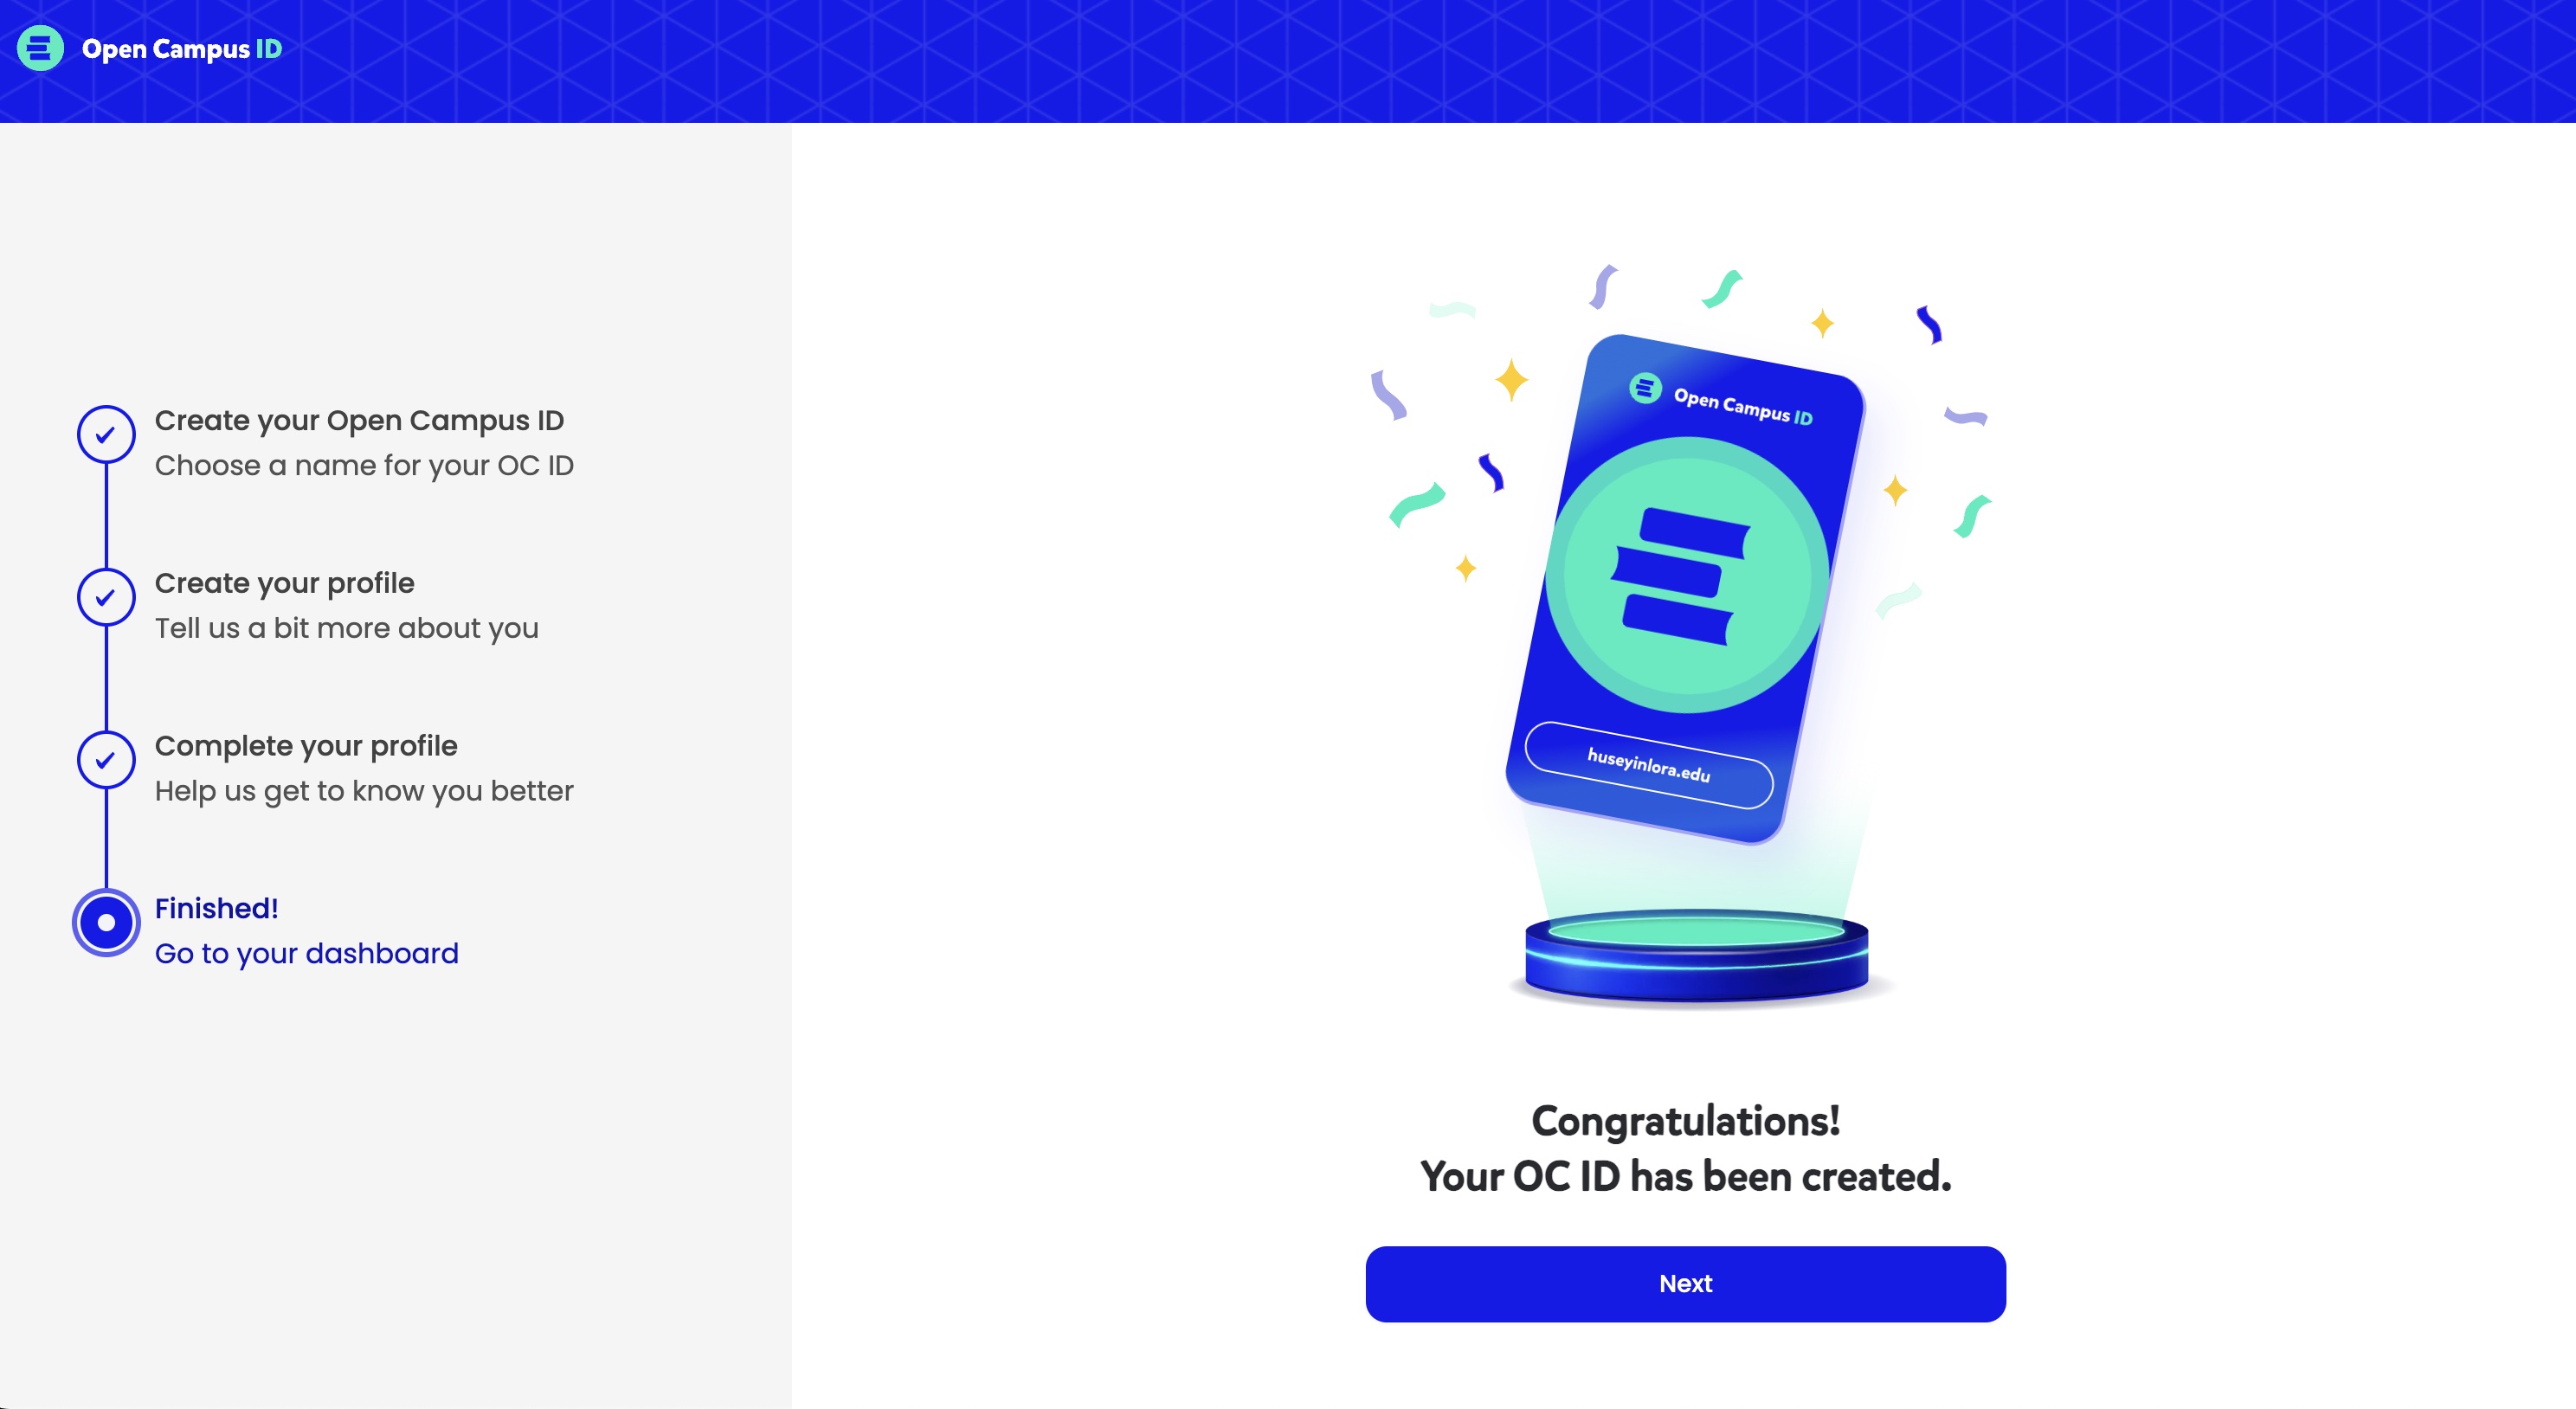 Open Campus ID
Create your Open Campus ID
Choose a name for your OC ID
Create your profile
Tell us a bit more about you
Complete your profile
Help us get to know you better
Finished!
Go to your dashboard
Open Campus ID
huseyinlora.edu
Congratulations!
Your OC ID has been created.
Next